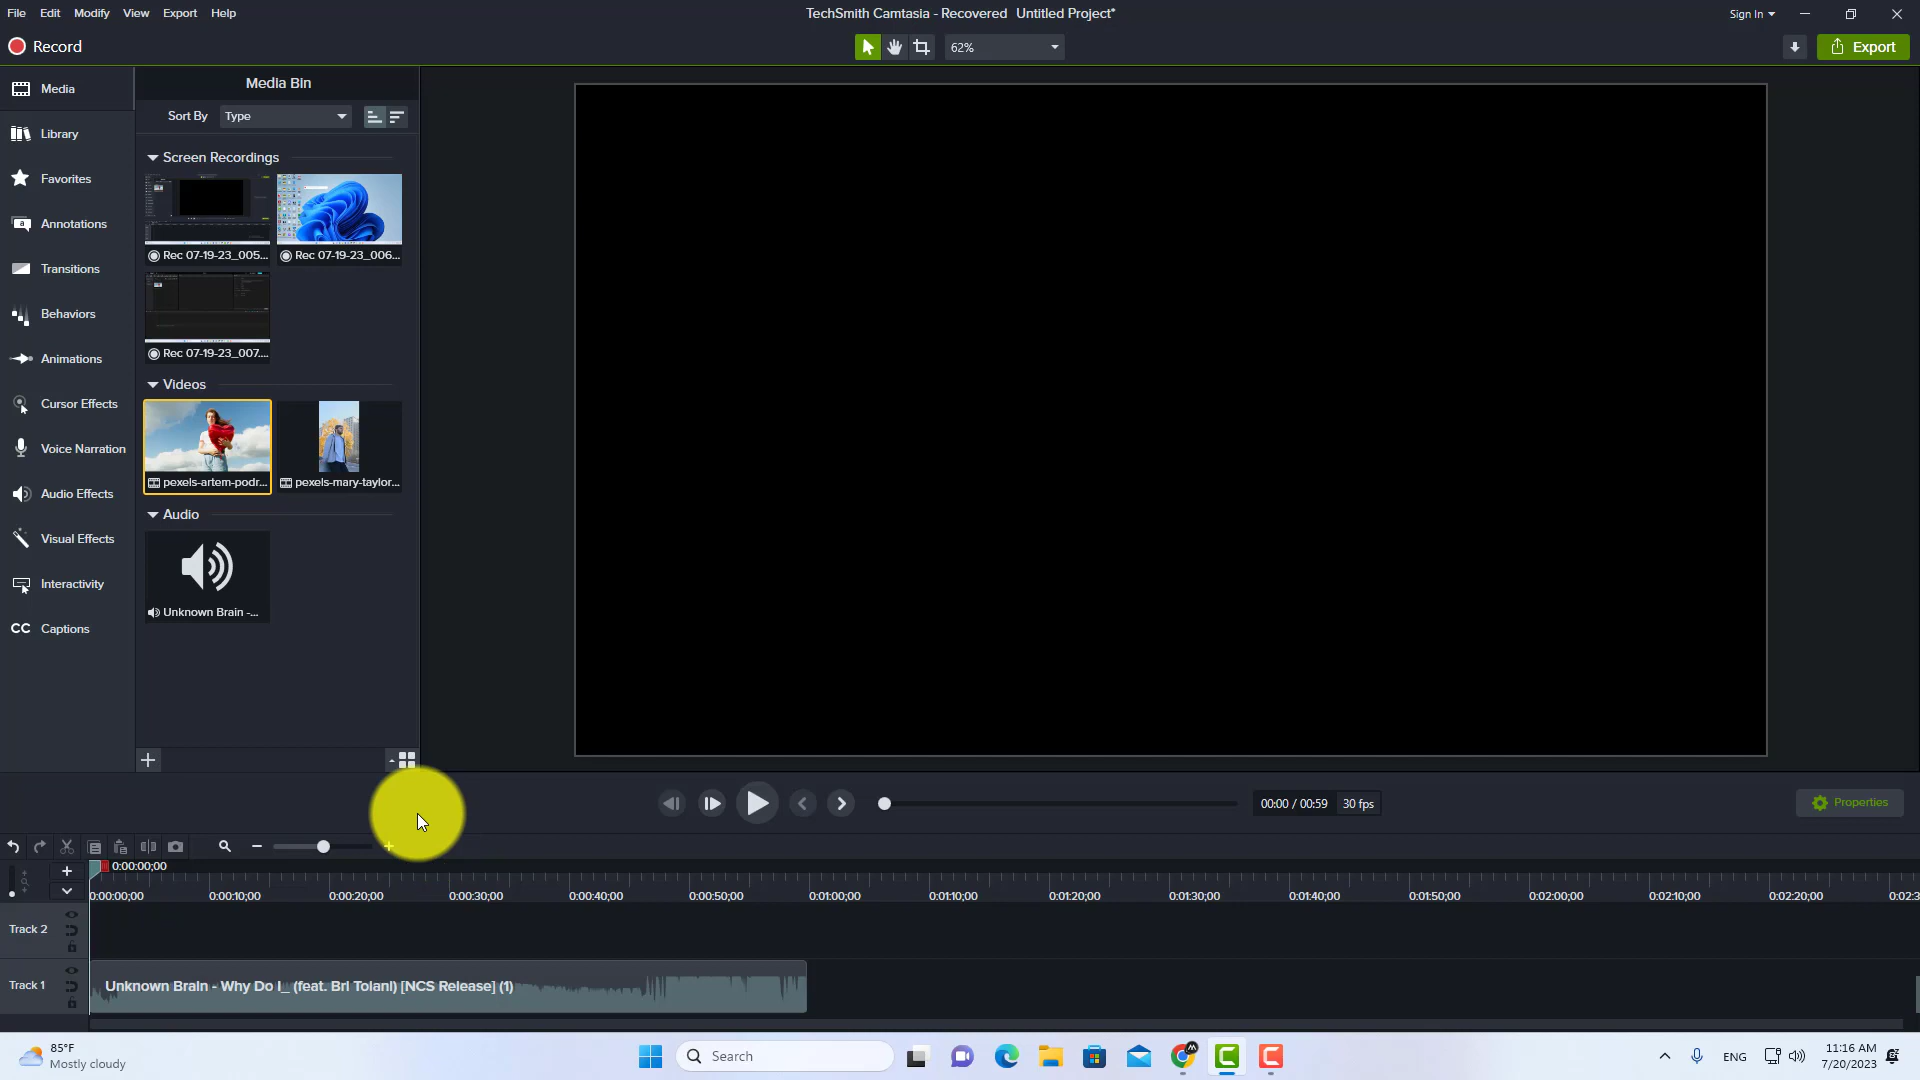 File Edit Modify View Export Help
TechSmith Camtasia - Recovered Untitled Project*
Sign In
Record
62%
Export
Media
Library
Favorites
Annotations
Transitions
Behaviors
Animations
Cursor Effects
Voice Narration
Audio Effects
Visual Effects
Interactivity
CC Captions
Media Bin
Sort By Type
Screen Recordings
Rec 07-19-23_005...
Rec 07-19-23_006...
Rec 07-19-23_007....
Videos
pexels-artem-podr...
pexels-mary-taylor...
Audio
Unknown Brain -...
00:00 / 00:59 30 fps
Properties
0:00:00;00
0:00:00;00 0:00:10;00 0:00:20;00 0:00:30;00 0:00:40;00 0:00:50;00 0:01:00;00 0:01:10;00 0:01:20;00 0:01:30;00 0:01:40;00 0:01:50;00 0:02:00;00 0:02:10;00 0:02:20;00 0:02:3
Track 2
Track 1
Unknown Brain - Why Do I_ (feat. Bri Tolani) [NCS Release] (1)
85°F
Mostly cloudy
Search
ENG
11:16 AM
7/20/2023